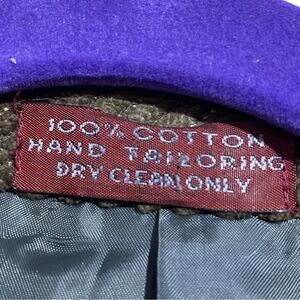 100% COTTON
HAND TAILORING
DRY CLEAN ONLY